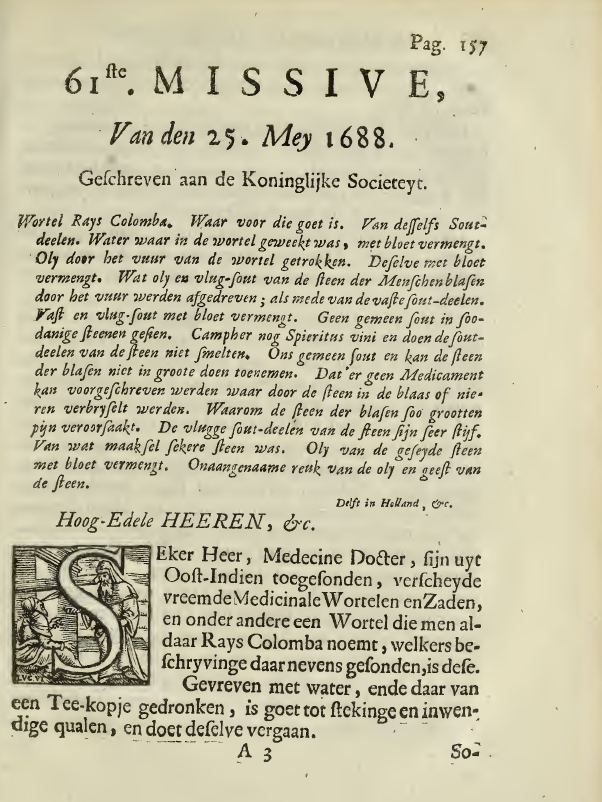 Pag. 157
61ſte. MISSIVE,
Van den 25. Mey 1688.
Geſchreven aan de Koninglijke Societeyt.
Wortel Rays Colomba. Waar voor die goet is. Van deſſelfs Sout-
deelen. Water waar in de wortel geweekt was, met bloet vermengt.
Oly door het vuur van de wortel getrokken. Deſelve met bloet
vermengt. Wat oly en vlug-ſout van de ſteen der Menſchen blaſen
door het vuur werden afgedreven; als mede van de vaſte ſout-deelen.
Vaſt en vlug-ſout met bloet vermengt. Geen gemeen ſout in ſoo-
danige ſteenen geſien. Campher nog Spieritus vini en doen de ſout-
deelen van de ſteen niet ſmelten. Ons gemeen ſout en kan de ſteen
der blaſen niet in groote doen toenemen. Dat'er geen Medicament
kan voorgeſchreven werden waar door de ſteen in de blaas of nie-
ren verbryſelt werden. Waarom de ſteen der blaſen ſoo grootten
pijn veroorſaakt. De vlugge ſout-deelen van de ſteen ſijn ſeer ſtijf.
Van wat maakſel ſekere ſteen was. Oly van de geſeyde ſteen
met bloet vermengt. Onaangenaame reuk van de oly en geeſt van
de ſteen.
Delft in Holland, &c.
Hoog-Edele HEEREN, &c.
SEker Heer, Medecine Docter, ſijn uyt
Ooſt-Indien toegeſonden, verſcheyde
vreemde Medicinale Wortelen en Zaden,
en onder andere een Wortel die men al-
daar Rays Colomba noemt, welkers be-
ſchryvinge daar nevens geſonden, is deſe.
Gevreven met water, ende daar van
een Tee-kopje gedronken, is goet tot ſtekinge en inwen-
dige qualen, en doet deſelve vergaan.
A 3 So-